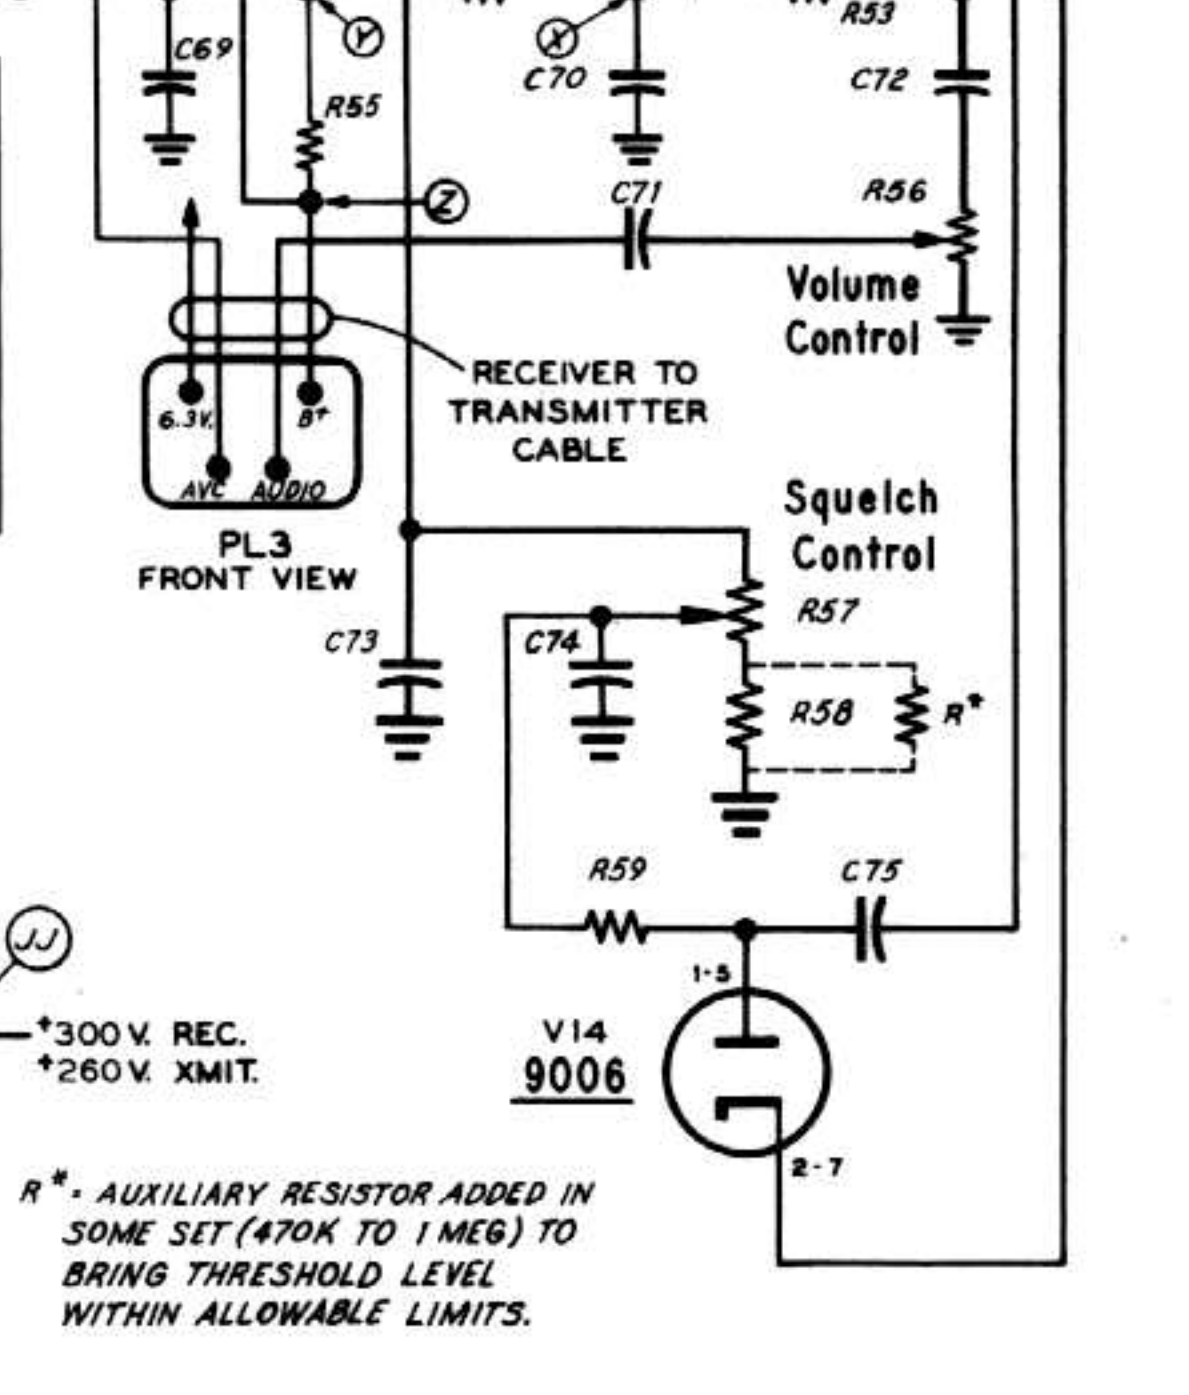 R53
C69
Y
X
C70
C72
R55
Z
C71
R56
Volume
Control
RECEIVER TO
TRANSMITTER
CABLE
6.3V.
B+
AVC
AUDIO
PL3
FRONT VIEW
Squelch
Control
C73
C74
R57
R58
R*
R59
C75
JJ
1-5
+300 V. REC.
+260 V. XMIT.
V14
9006
2-7
R*= AUXILIARY RESISTOR ADDED IN
SOME SET (470K TO 1 MEG) TO
BRING THRESHOLD LEVEL
WITHIN ALLOWABLE LIMITS.